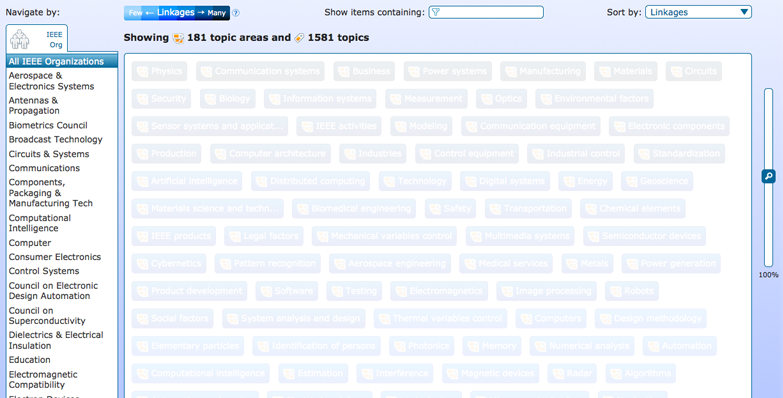 Navigate by:
Few ← Linkages → Many ?
Show items containing:
Sort by: Linkages
IEEE
Org
Showing 181 topic areas and 1581 topics
All IEEE Organizations
Aerospace &
Electronics Systems
Antennas &
Propagation
Biometrics Council
Broadcast Technology
Circuits & Systems
Communications
Components,
Packaging &
Manufacturing Tech
Computational
Intelligence
Computer
Consumer Electronics
Control Systems
Council on Electronic
Design Automation
Council on
Superconductivity
Dielectrics & Electrical
Insulation
Education
Electromagnetic
Compatibility
Electron Devices
Physics Communication systems Business Power systems Manufacturing Materials Circuits
Security Biology Information systems Measurement Optics Environmental factors
Sensor systems and applicat... IEEE activities Modeling Communication equipment Electronic components
Production Computer architecture Industries Control equipment Industrial control Standardization
Artificial intelligence Distributed computing Technology Digital systems Energy Geoscience
Materials science and techn... Biomedical engineering Safety Transportation Chemical elements
IEEE products Legal factors Mechanical variables control Multimedia systems Semiconductor devices
Cybernetics Pattern recognition Aerospace engineering Medical services Metals Power generation
Product development Software Testing Electromagnetics Image processing Robots
Social factors System analysis and design Thermal variables control Computers Design methodology
Elementary particles Identification of persons Photonics Memory Numerical analysis Automation
Computational intelligence Estimation Interference Magnetic devices Radar Algorithms
100%